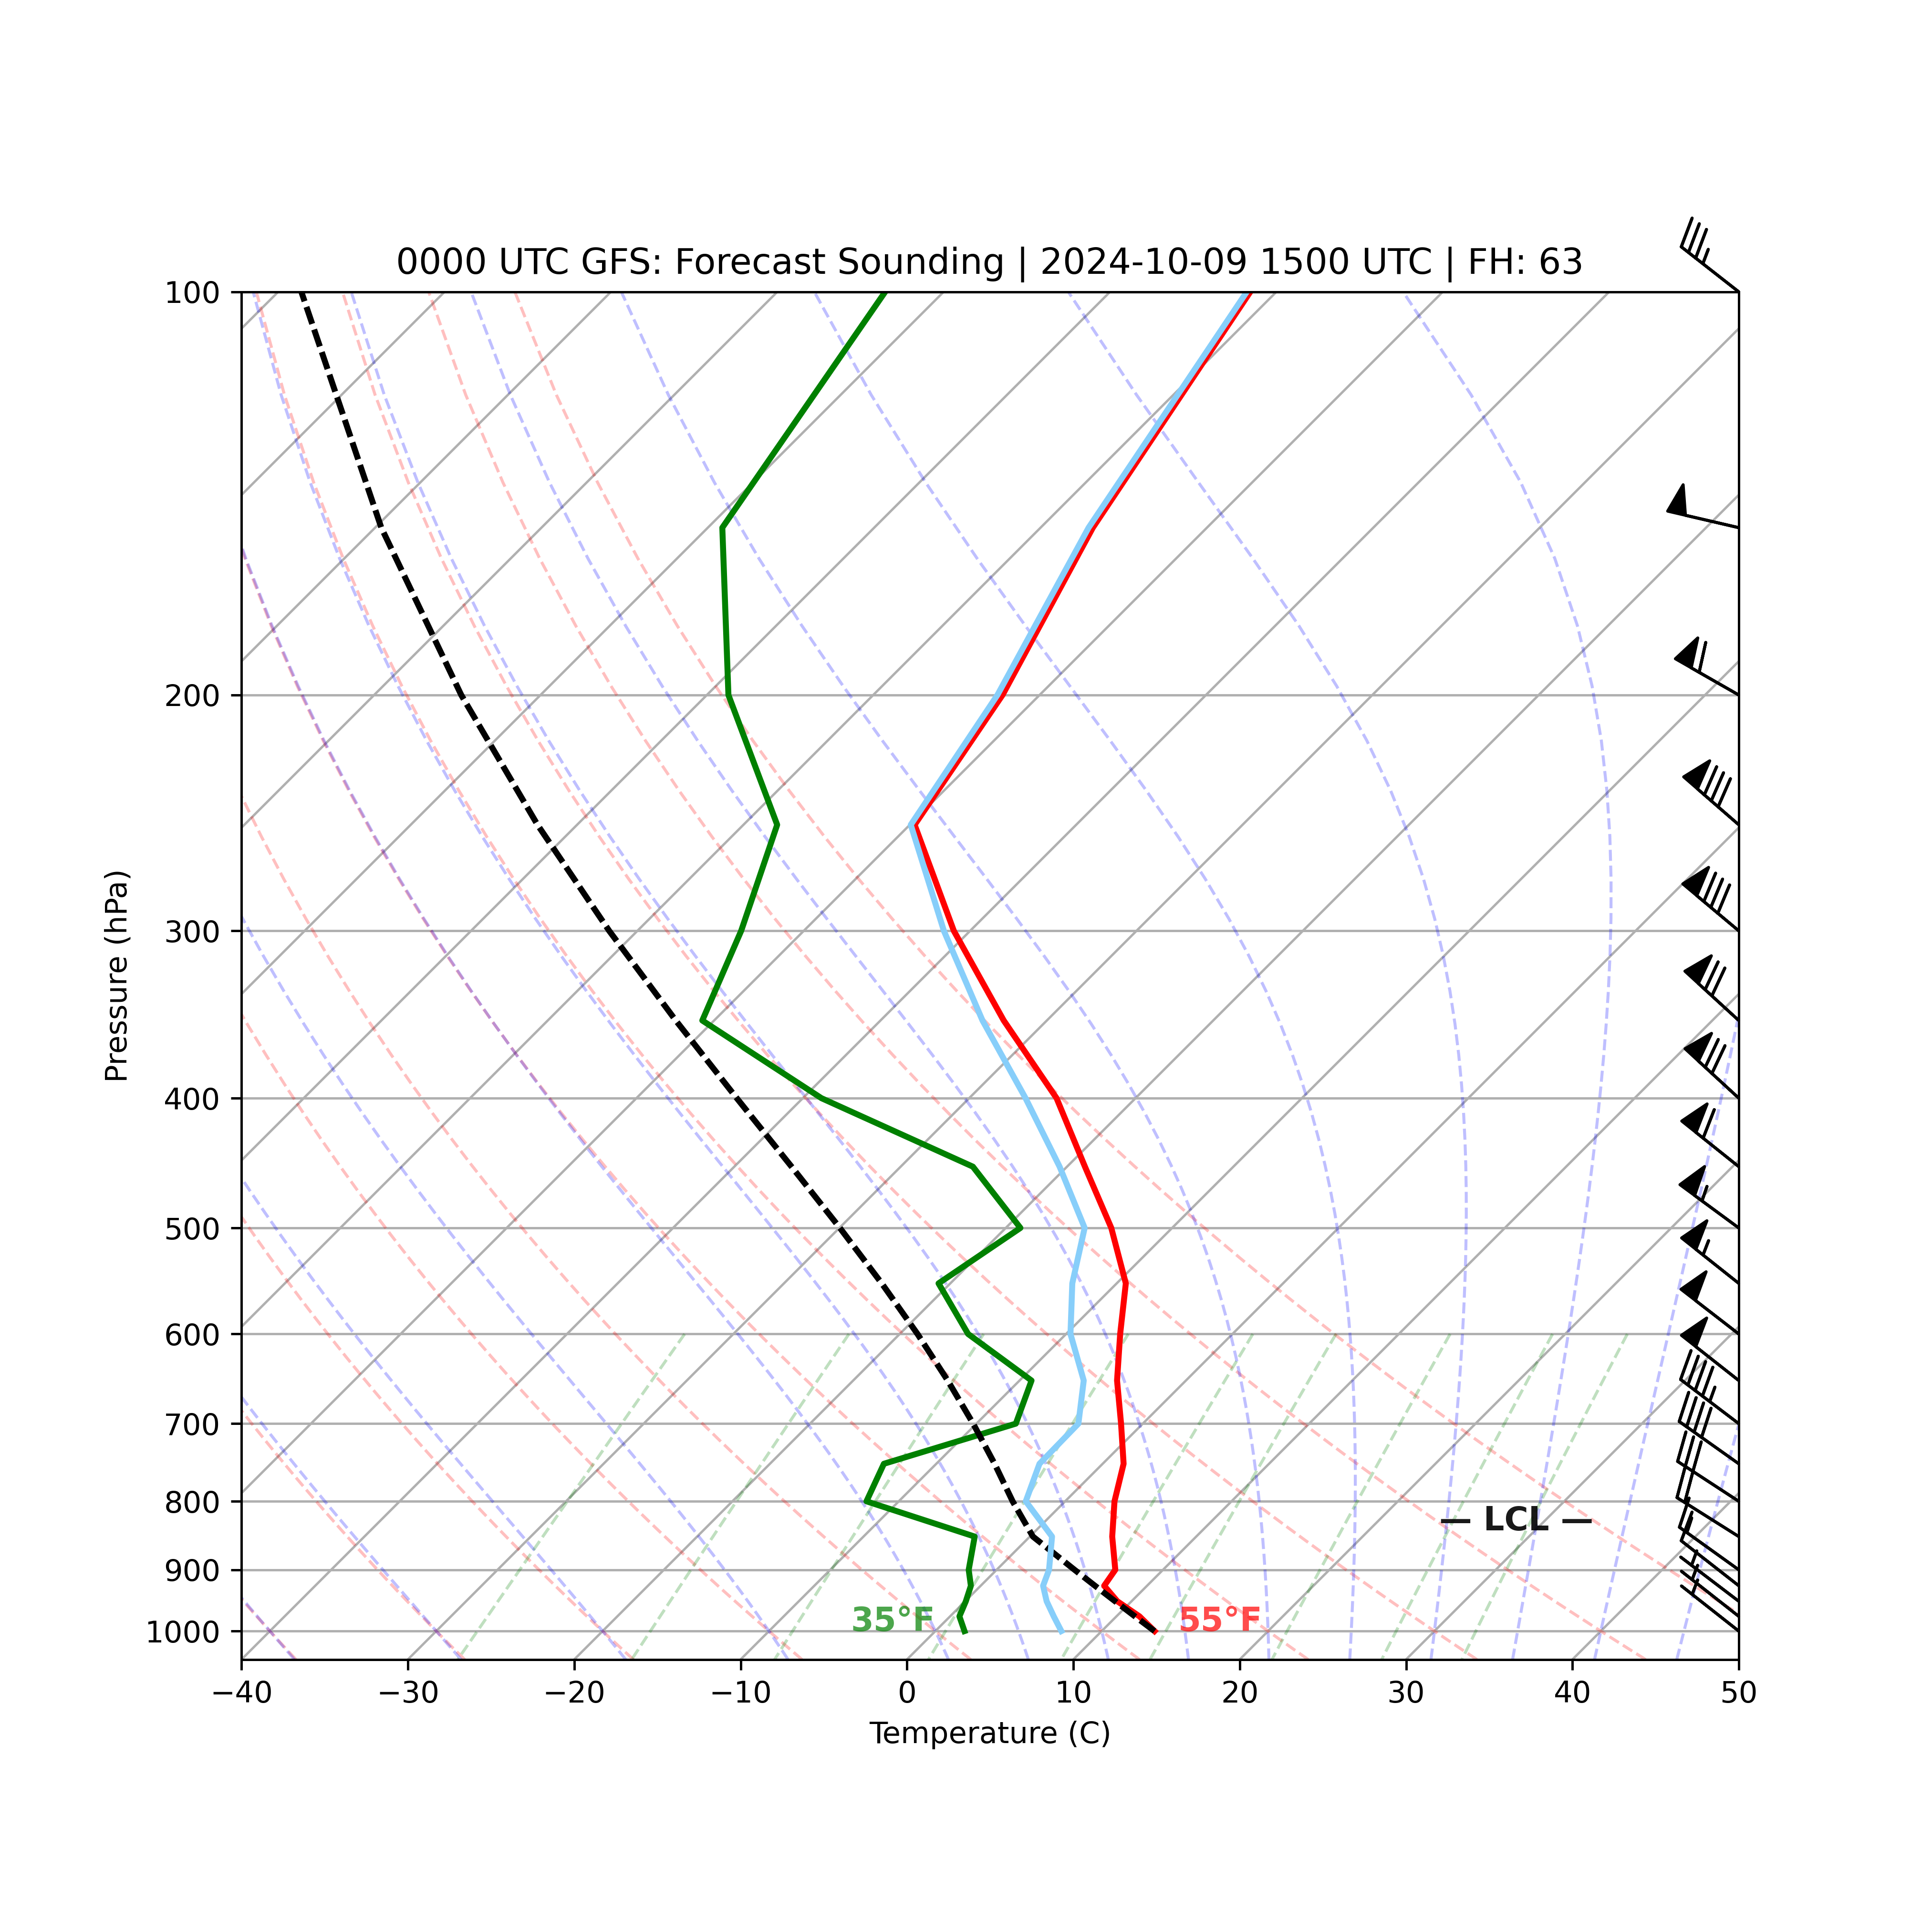 0000 UTC GFS: Forecast Sounding | 2024-10-09 1500 UTC | FH: 63
100
200
300
400
500
600
700
800
900
1000
Pressure (hPa)
— LCL —
35°F
55°F
−40 −30 −20 −10 0 10 20 30 40 50
Temperature (C)